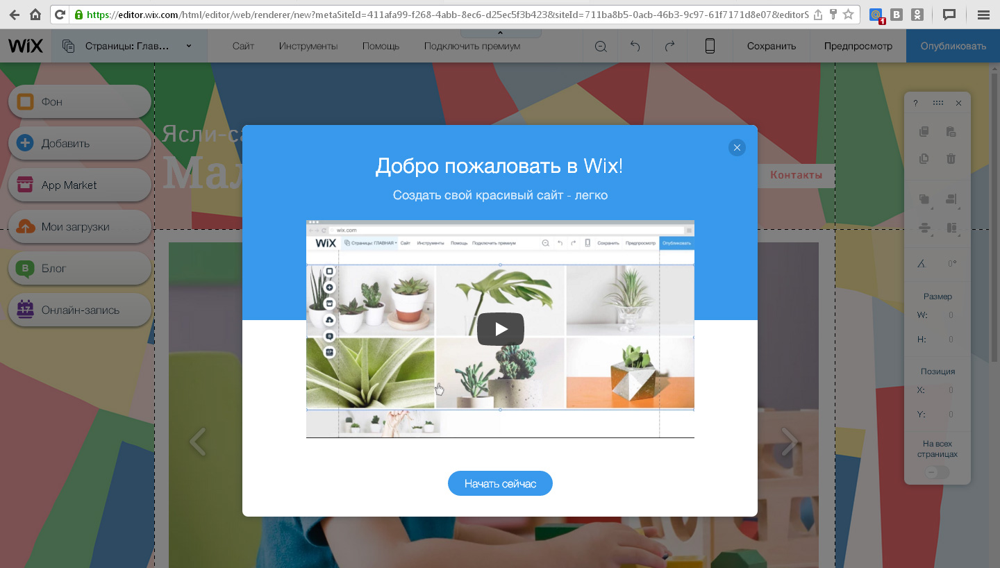 https://editor.wix.com/html/editor/web/renderer/new?metaSiteId=411afa99-f268-4abb-8ec6-d25ec5f3b423&siteId=711ba8b5-0acb-46b3-9c97-61f7171d8e07&editorS
1
WiX
Страницы: Глав...
Сайт
Инструменты
Помощь
Подключить премиум
Сохранить
Предпросмотр
Опубликовать
Фон
Добавить
App Market
Мои загрузки
Блог
17 Онлайн-запись
Ясли-са
Мал
Контакты
Добро пожаловать в Wix!
Создать свой красивый сайт - легко
wix.com
WiX Страницы: ГЛАВНАЯ Сайт Инструменты Помощь Подключить премиум Сохранить Предпросмотр Опубликовать
Начать сейчас
?
0°
Размер
W: 0
H: 0
Позиция
X: 0
Y: 0
На всех
страницах